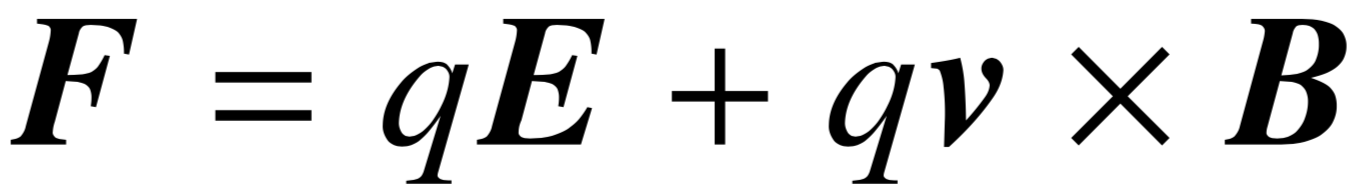 F = qE + qv × B